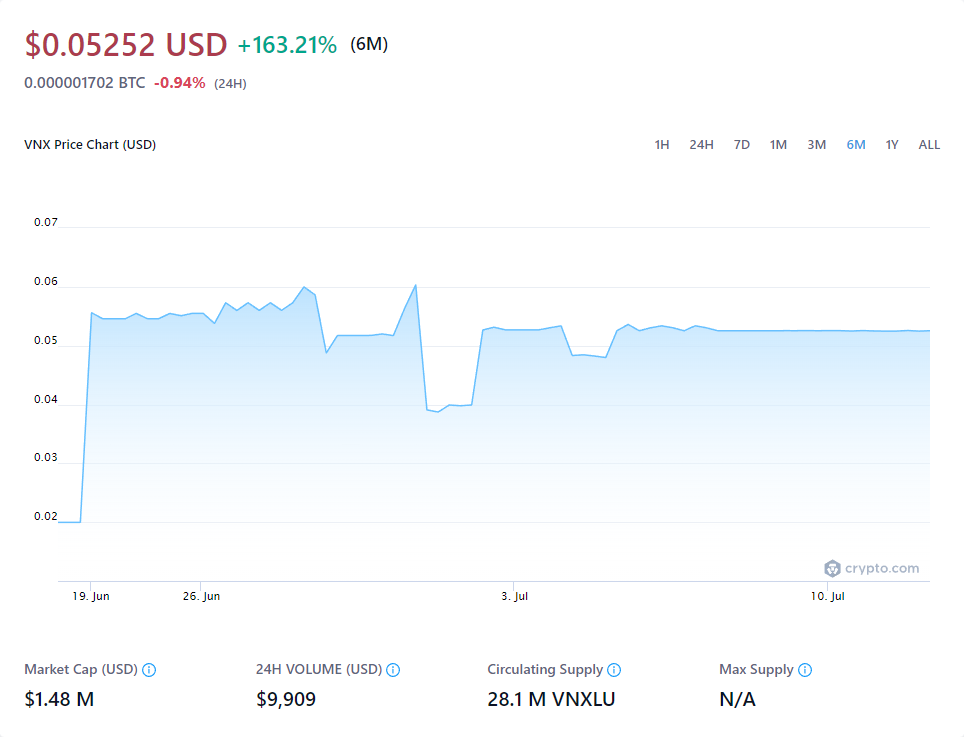 $0.05252 USD +163.21% (6M)
0.000001702 BTC -0.94% (24H)
VNX Price Chart (USD) 1H 24H 7D 1M 3M 6M 1Y ALL
0.07
0.06
0.05
0.04
0.03
0.02
crypto.com
19. Jun 26. Jun 3. Jul 10. Jul
Market Cap (USD) 24H VOLUME (USD) Circulating Supply Max Supply
$1.48 M $9,909 28.1 M VNXLU N/A